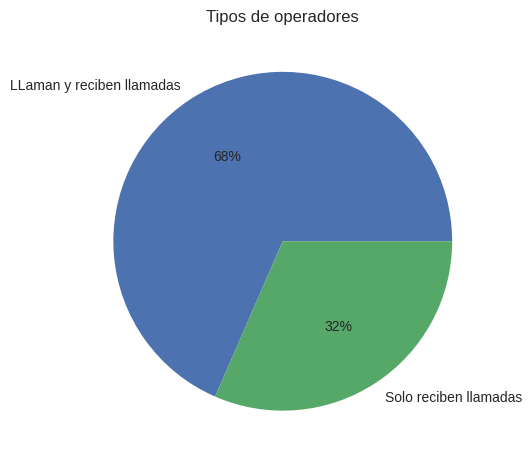 Tipos de operadores
LLaman y reciben llamadas
68%
32%
Solo reciben llamadas